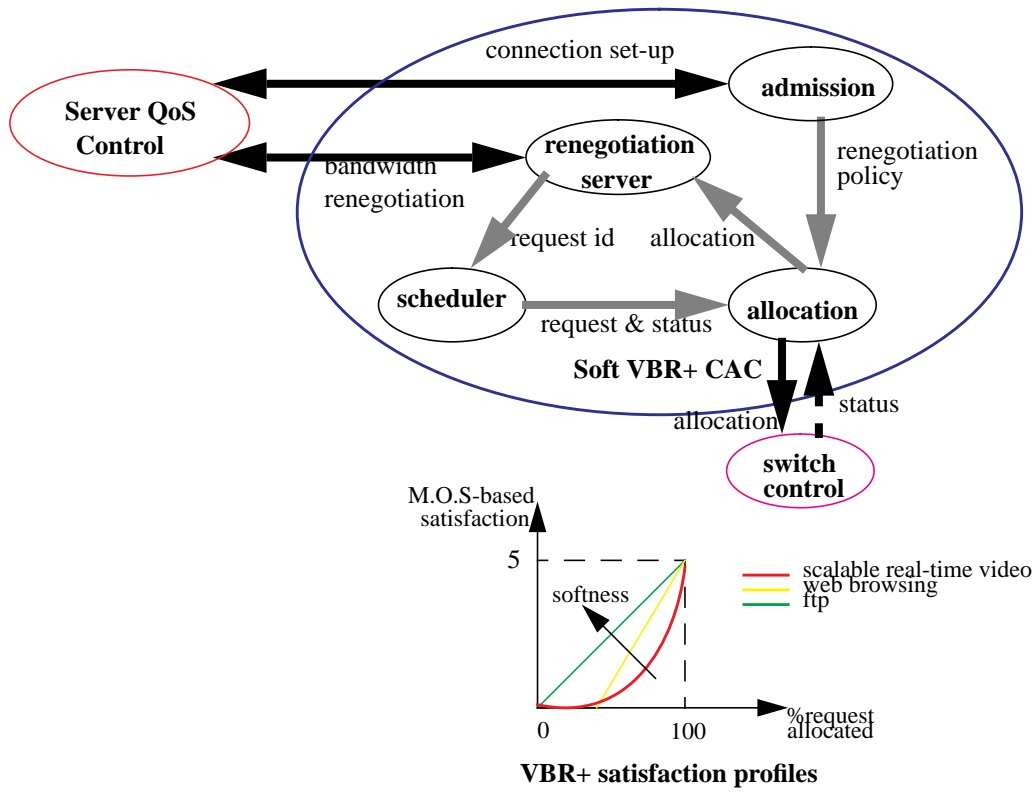 connection set-up
Server QoS
Control
admission
renegotiation
server
renegotiation
policy
bandwidth
renegotiation
request id
allocation
scheduler
request & status
allocation
Soft VBR+ CAC
allocation
status
switch
control
M.O.S-based
satisfaction
5
softness
scalable real-time video
web browsing
ftp
0
100
%request
allocated
VBR+ satisfaction profiles